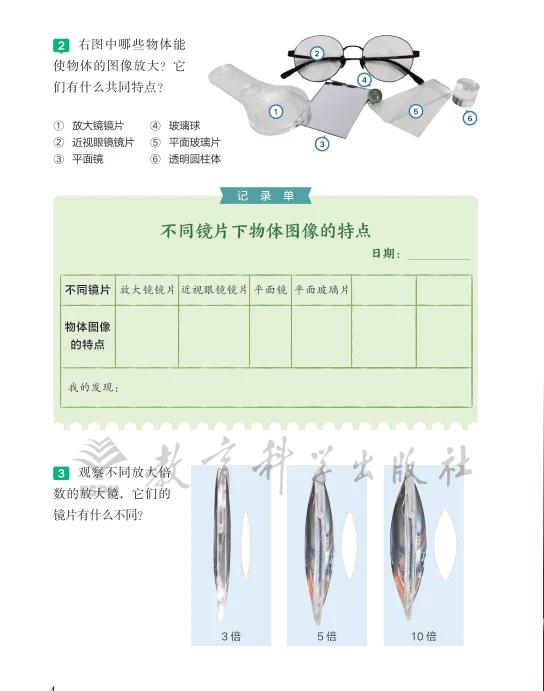 2 右图中哪些物体能
使物体的图像放大？它
们有什么共同特点？
① 放大镜镜片 ④ 玻璃球
② 近视眼镜镜片 ⑤ 平面玻璃片
③ 平面镜 ⑥ 透明圆柱体
1
2
3
4
5
6
记录单
不同镜片下物体图像的特点
日期：
不同镜片 放大镜镜片 近视眼镜镜片 平面镜 平面玻璃片
物体图像
的特点
我的发现：
教育科学出版社
3 观察不同放大倍
数的放大镜，它们的
镜片有什么不同？
3 倍 5 倍 10 倍
4